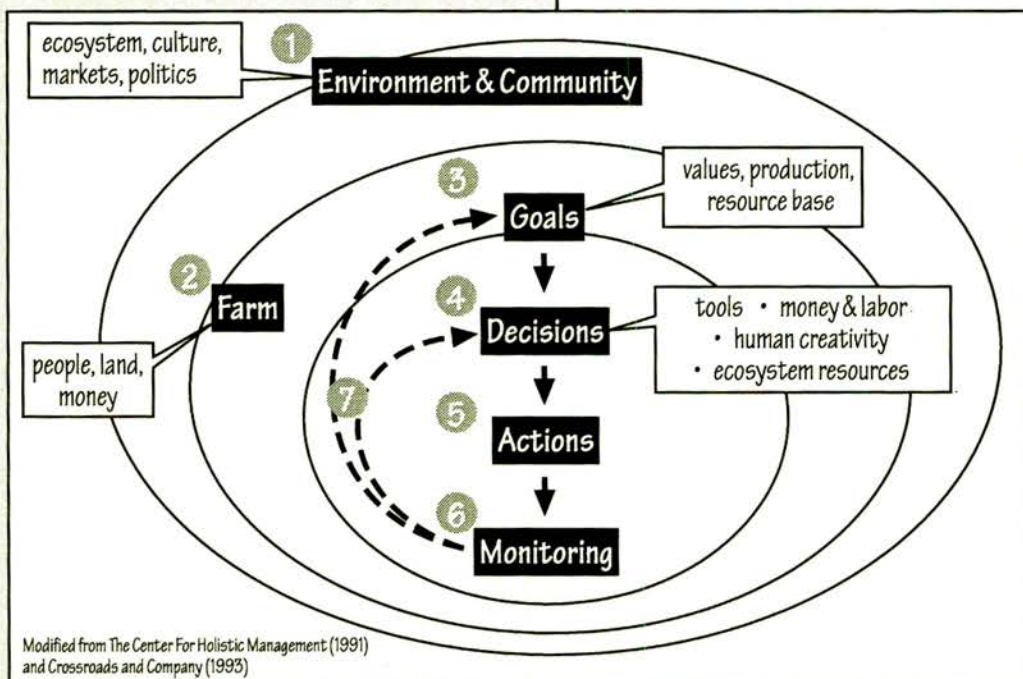 ecosystem, culture,
markets, politics
1
Environment & Community
3
Goals
values, production,
resource base
2
Farm
people, land,
money
4
Decisions
tools • money & labor
• human creativity
• ecosystem resources
7
5
Actions
6
Monitoring
Modified from The Center For Holistic Management (1991)
and Crossroads and Company (1993)